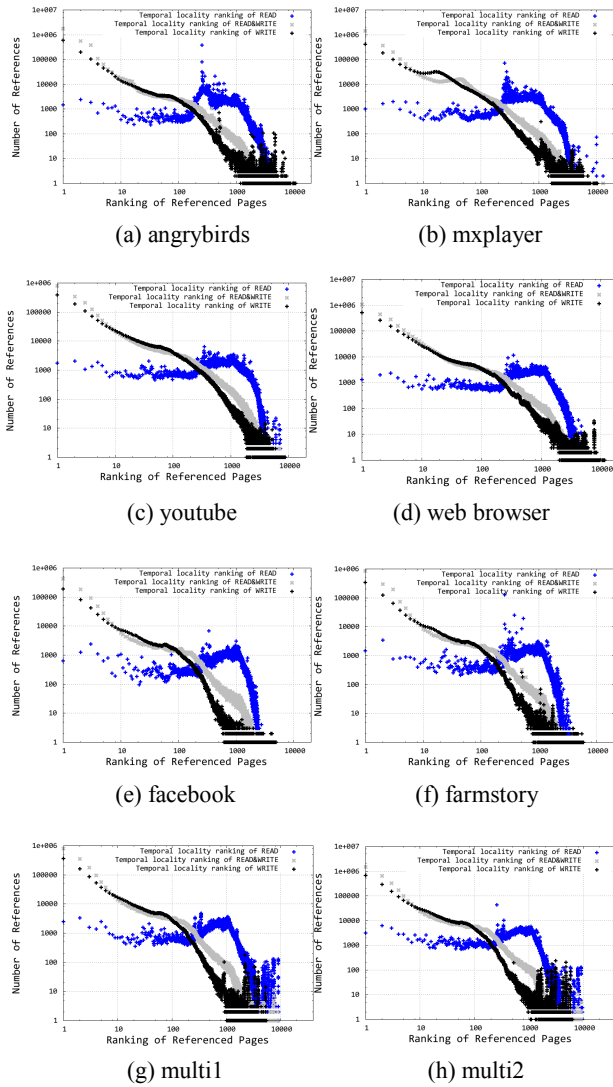 Temporal locality ranking of READ
Temporal locality ranking of READ&WRITE
Temporal locality ranking of WRITE
1e+007
1e+006
100000
10000
1000
100
10
1
1 10 100 1000 10000
Number of References
Ranking of Referenced Pages
(a) angrybirds
Temporal locality ranking of READ
Temporal locality ranking of READ&WRITE
Temporal locality ranking of WRITE
1e+007
1e+006
100000
10000
1000
100
10
1
1 10 100 1000 10000
Number of References
Ranking of Referenced Pages
(b) mxplayer
Temporal locality ranking of READ
Temporal locality ranking of READ&WRITE
Temporal locality ranking of WRITE
1e+006
100000
10000
1000
100
10
1
1 10 100 1000 10000
Number of References
Ranking of Referenced Pages
(c) youtube
Temporal locality ranking of READ
Temporal locality ranking of READ&WRITE
Temporal locality ranking of WRITE
1e+007
1e+006
100000
10000
1000
100
10
1
1 10 100 1000 10000
Number of References
Ranking of Referenced Pages
(d) web browser
Temporal locality ranking of READ
Temporal locality ranking of READ&WRITE
Temporal locality ranking of WRITE
1e+006
100000
10000
1000
100
10
1
1 10 100 1000 10000
Number of References
Ranking of Referenced Pages
(e) facebook
Temporal locality ranking of READ
Temporal locality ranking of READ&WRITE
Temporal locality ranking of WRITE
1e+006
100000
10000
1000
100
10
1
1 10 100 1000 10000
Number of References
Ranking of Referenced Pages
(f) farmstory
Temporal locality ranking of READ
Temporal locality ranking of READ&WRITE
Temporal locality ranking of WRITE
1e+006
100000
10000
1000
100
10
1
1 10 100 1000 10000
Number of References
Ranking of Referenced Pages
(g) multi1
Temporal locality ranking of READ
Temporal locality ranking of READ&WRITE
Temporal locality ranking of WRITE
1e+007
1e+006
100000
10000
1000
100
10
1
1 10 100 1000 10000
Number of References
Ranking of Referenced Pages
(h) multi2